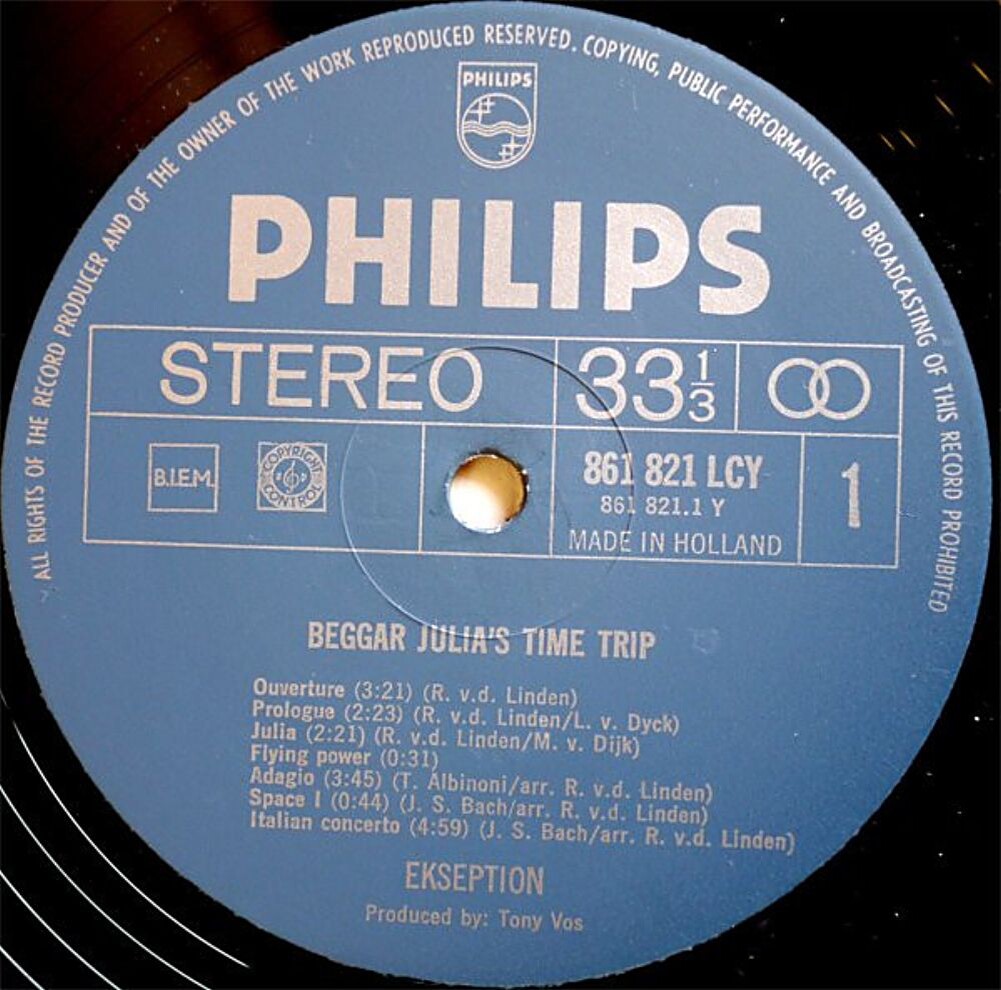 ALL RIGHTS OF THE RECORD PRODUCER AND OF THE OWNER OF THE WORK REPRODUCED RESERVED. COPYING, PUBLIC PERFORMANCE AND BROADCASTING OF THIS RECORD PROHIBITED
PHILIPS
PHILIPS
STEREO 33 1/3
B.I.E.M. COPYRIGHT CONTROL 861 821 LCY 1
861 821.1 Y
MADE IN HOLLAND
BEGGAR JULIA'S TIME TRIP
Ouverture (3:21) (R. v.d. Linden)
Prologue (2:23) (R. v.d. Linden/L. v. Dyck)
Julia (2:21) (R. v.d. Linden/M. v. Dijk)
Flying power (0:31)
Adagio (3:45) (T. Albinoni/arr. R. v.d. Linden)
Space I (0:44) (J. S. Bach/arr. R. v.d. Linden)
Italian concerto (4:59) (J. S. Bach/arr. R. v.d. Linden)
EKSEPTION
Produced by: Tony Vos